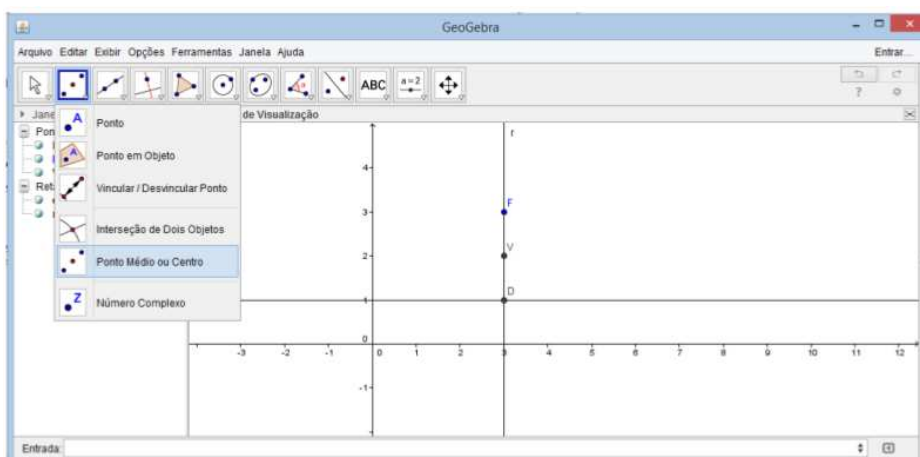 GeoGebra
Arquivo Editar Exibir Opções Ferramentas Janela Ajuda
Entrar...
ABC
a=2
?
Jane
de Visualização
Pon
Ret
A
Ponto
A
Ponto em Objeto
Vincular / Desvincular Ponto
Interseção de Dois Objetos
Ponto Médio ou Centro
Z
Número Complexo
r
4
F
3
V
2
D
1
0
-3 -2 -1 0 1 2 3 4 5 6 7 8 9 10 11 12
-1
Entrada: